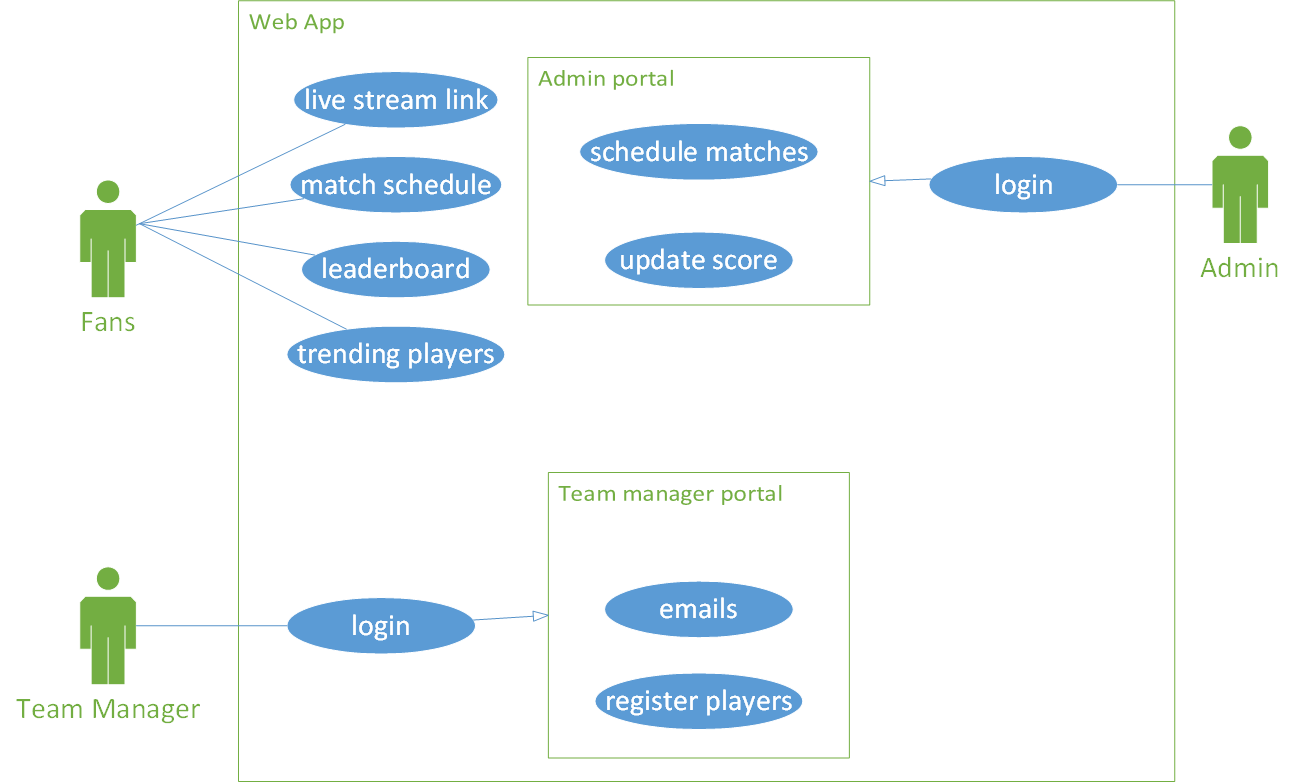 Web App
live stream link
match schedule
leaderboard
trending players
Fans
Admin portal
schedule matches
update score
login
Admin
Team manager portal
emails
register players
login
Team Manager